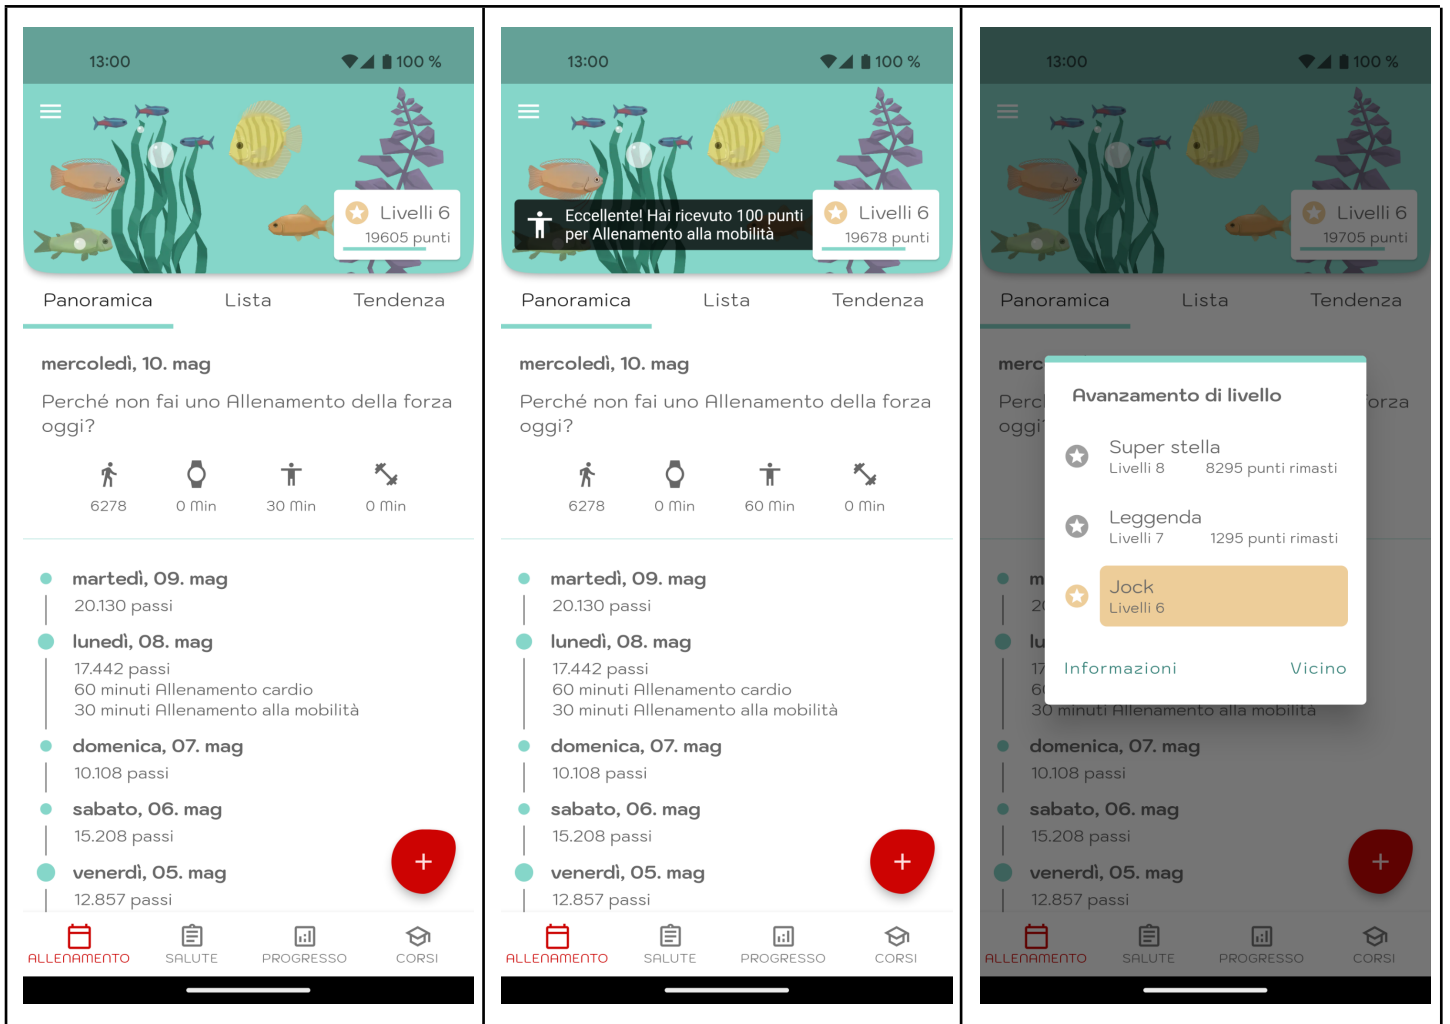 13:00
100 %
Livelli 6
19605 punti
Panoramica
Lista
Tendenza
mercoledì, 10. mag
Perché non fai uno Allenamento della forza
oggi?
6278
0 Min
30 Min
0 Min
martedì, 09. mag
20.130 passi
lunedì, 08. mag
17.442 passi
60 minuti Allenamento cardio
30 minuti Allenamento alla mobilità
domenica, 07. mag
10.108 passi
sabato, 06. mag
15.208 passi
venerdì, 05. mag
12.857 passi
ALLENAMENTO
SALUTE
PROGRESSO
CORSI
13:00
100 %
Eccellente! Hai ricevuto 100 punti
per Allenamento alla mobilità
Livelli 6
19678 punti
Panoramica
Lista
Tendenza
mercoledì, 10. mag
Perché non fai uno Allenamento della forza
oggi?
6278
0 Min
60 Min
0 Min
martedì, 09. mag
20.130 passi
lunedì, 08. mag
17.442 passi
60 minuti Allenamento cardio
30 minuti Allenamento alla mobilità
domenica, 07. mag
10.108 passi
sabato, 06. mag
15.208 passi
venerdì, 05. mag
12.857 passi
ALLENAMENTO
SALUTE
PROGRESSO
CORSI
13:00
100 %
Livelli 6
19705 punti
Panoramica
Lista
Tendenza
merc
Perc
orza
oggi
Avanzamento di livello
Super stella
Livelli 8
8295 punti rimasti
Leggenda
Livelli 7
1295 punti rimasti
Jock
Livelli 6
Informazioni
Vicino
m
20
lu
17
60
30 minuti Allenamento alla mobilità
domenica, 07. mag
10.108 passi
sabato, 06. mag
15.208 passi
venerdì, 05. mag
12.857 passi
ALLENAMENTO
SALUTE
PROGRESSO
CORSI